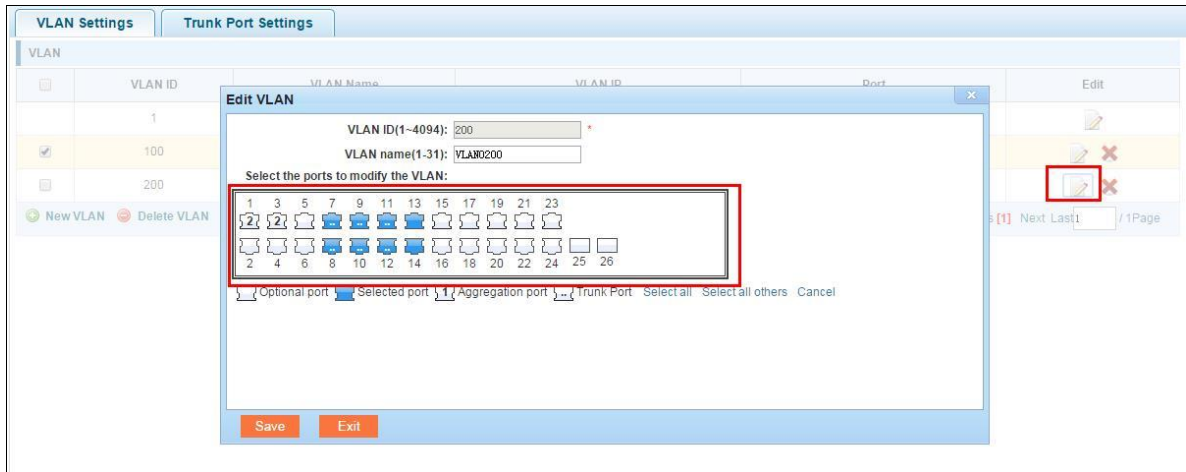 VLAN Settings Trunk Port Settings
VLAN
VLAN ID VLAN Name VLAN IP Port Edit
Edit VLAN
1
VLAN ID(1~4094): 200 *
100
VLAN name(1-31): VLAN0200
Select the ports to modify the VLAN:
200
1 3 5 7 9 11 13 15 17 19 21 23
2 2
New VLAN Delete VLAN
[1] Next Last 1 / 1Page
2 4 6 8 10 12 14 16 18 20 22 24 25 26
Optional port Selected port 1 Aggregation port Trunk Port Select all Select all others Cancel
Save Exit